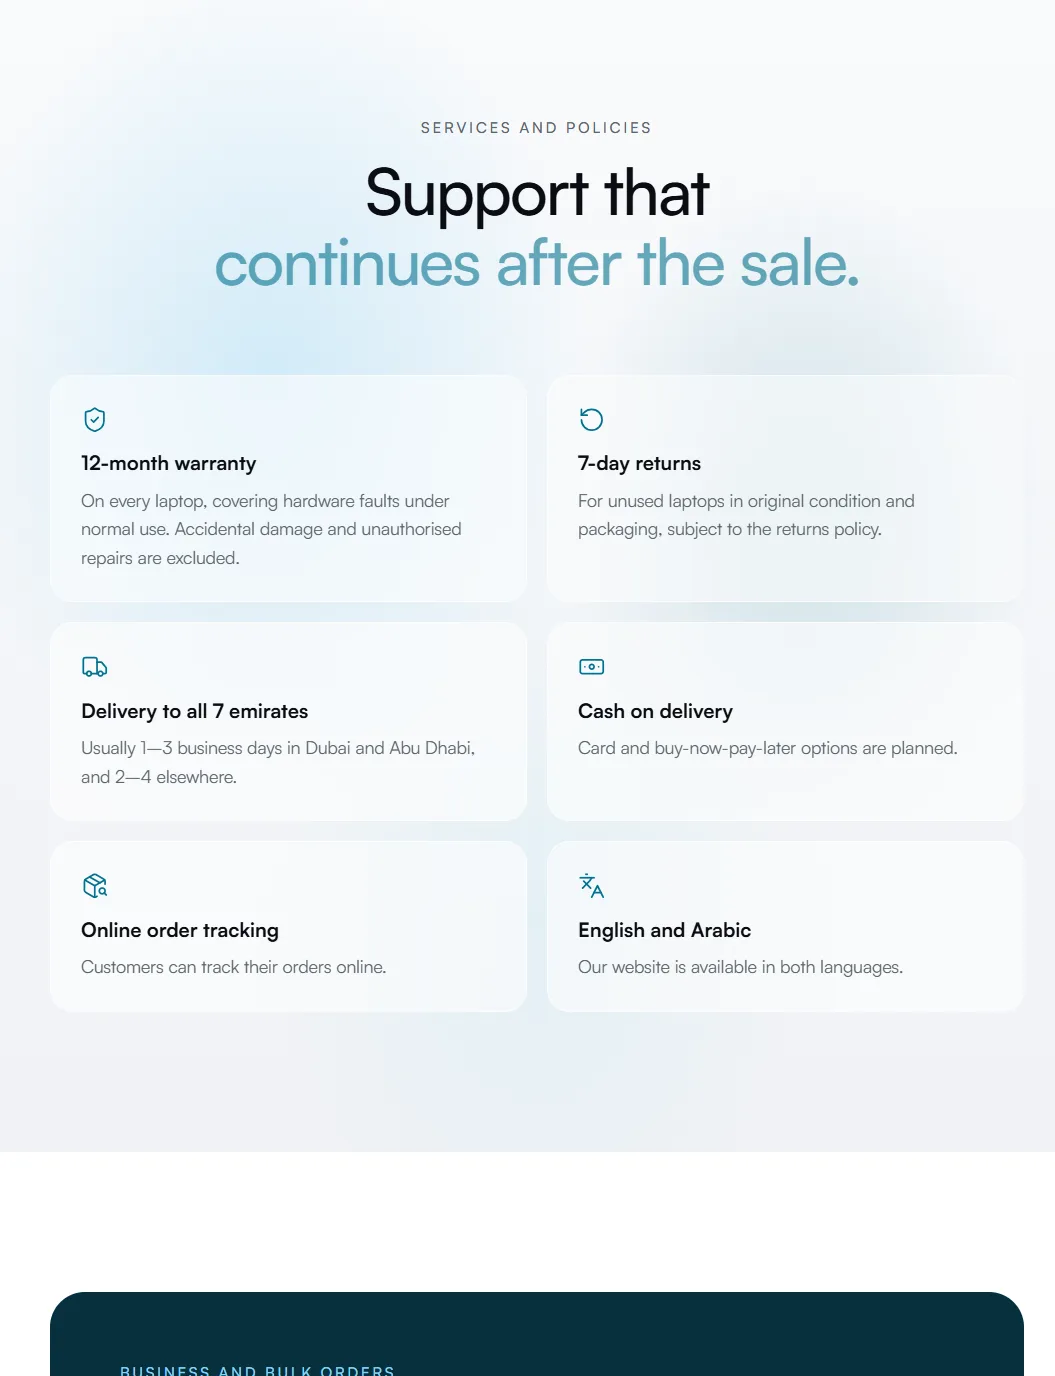 SERVICES AND POLICIES
Support that
continues after the sale.
12-month warranty
On every laptop, covering hardware faults under
normal use. Accidental damage and unauthorised
repairs are excluded.
7-day returns
For unused laptops in original condition and
packaging, subject to the returns policy.
Delivery to all 7 emirates
Usually 1–3 business days in Dubai and Abu Dhabi,
and 2–4 elsewhere.
Cash on delivery
Card and buy-now-pay-later options are planned.
Online order tracking
Customers can track their orders online.
English and Arabic
Our website is available in both languages.
BUSINESS AND BULK ORDERS